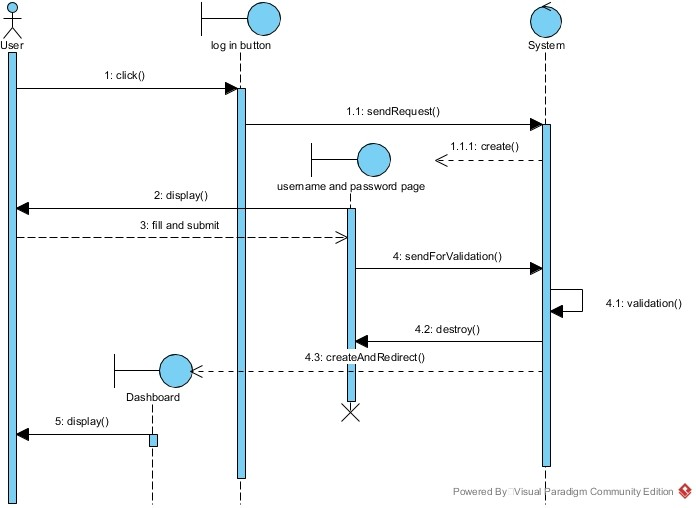 User
log in button
System
1: click()
1.1: sendRequest()
1.1.1: create()
username and password page
2: display()
3: fill and submit
4: sendForValidation()
4.1: validation()
4.2: destroy()
4.3: createAndRedirect()
Dashboard
5: display()
Powered By Visual Paradigm Community Edition